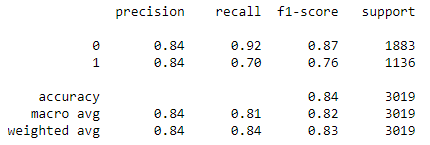 precision recall f1-score support
0 0.84 0.92 0.87 1883
1 0.84 0.70 0.76 1136
accuracy 0.84 3019
macro avg 0.84 0.81 0.82 3019
weighted avg 0.84 0.84 0.83 3019